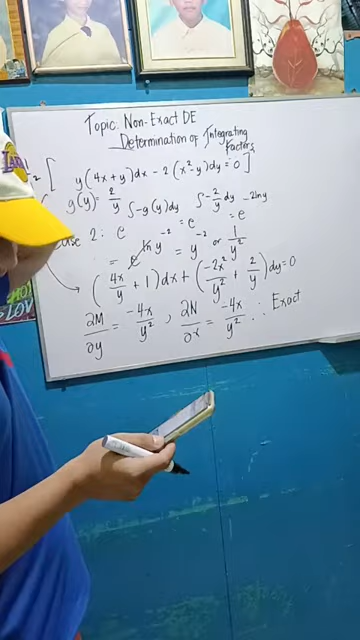 Topic: Non-Exact DE
Determination of Integrating Factors
-2 [ y(4x+y)dx - 2(x²-y)dy = 0 ]
g(y) = 2/y ∫-g(y)dy ∫-2/y dy -2lny
Case 2: e = e = e
= e ln y⁻² = y⁻² or 1/y²
(4x/y + 1)dx + (-2x²/y² + 2/y)dy = 0
∂M/∂y = -4x/y² ; ∂N/∂x = -4x/y² ∴ Exact